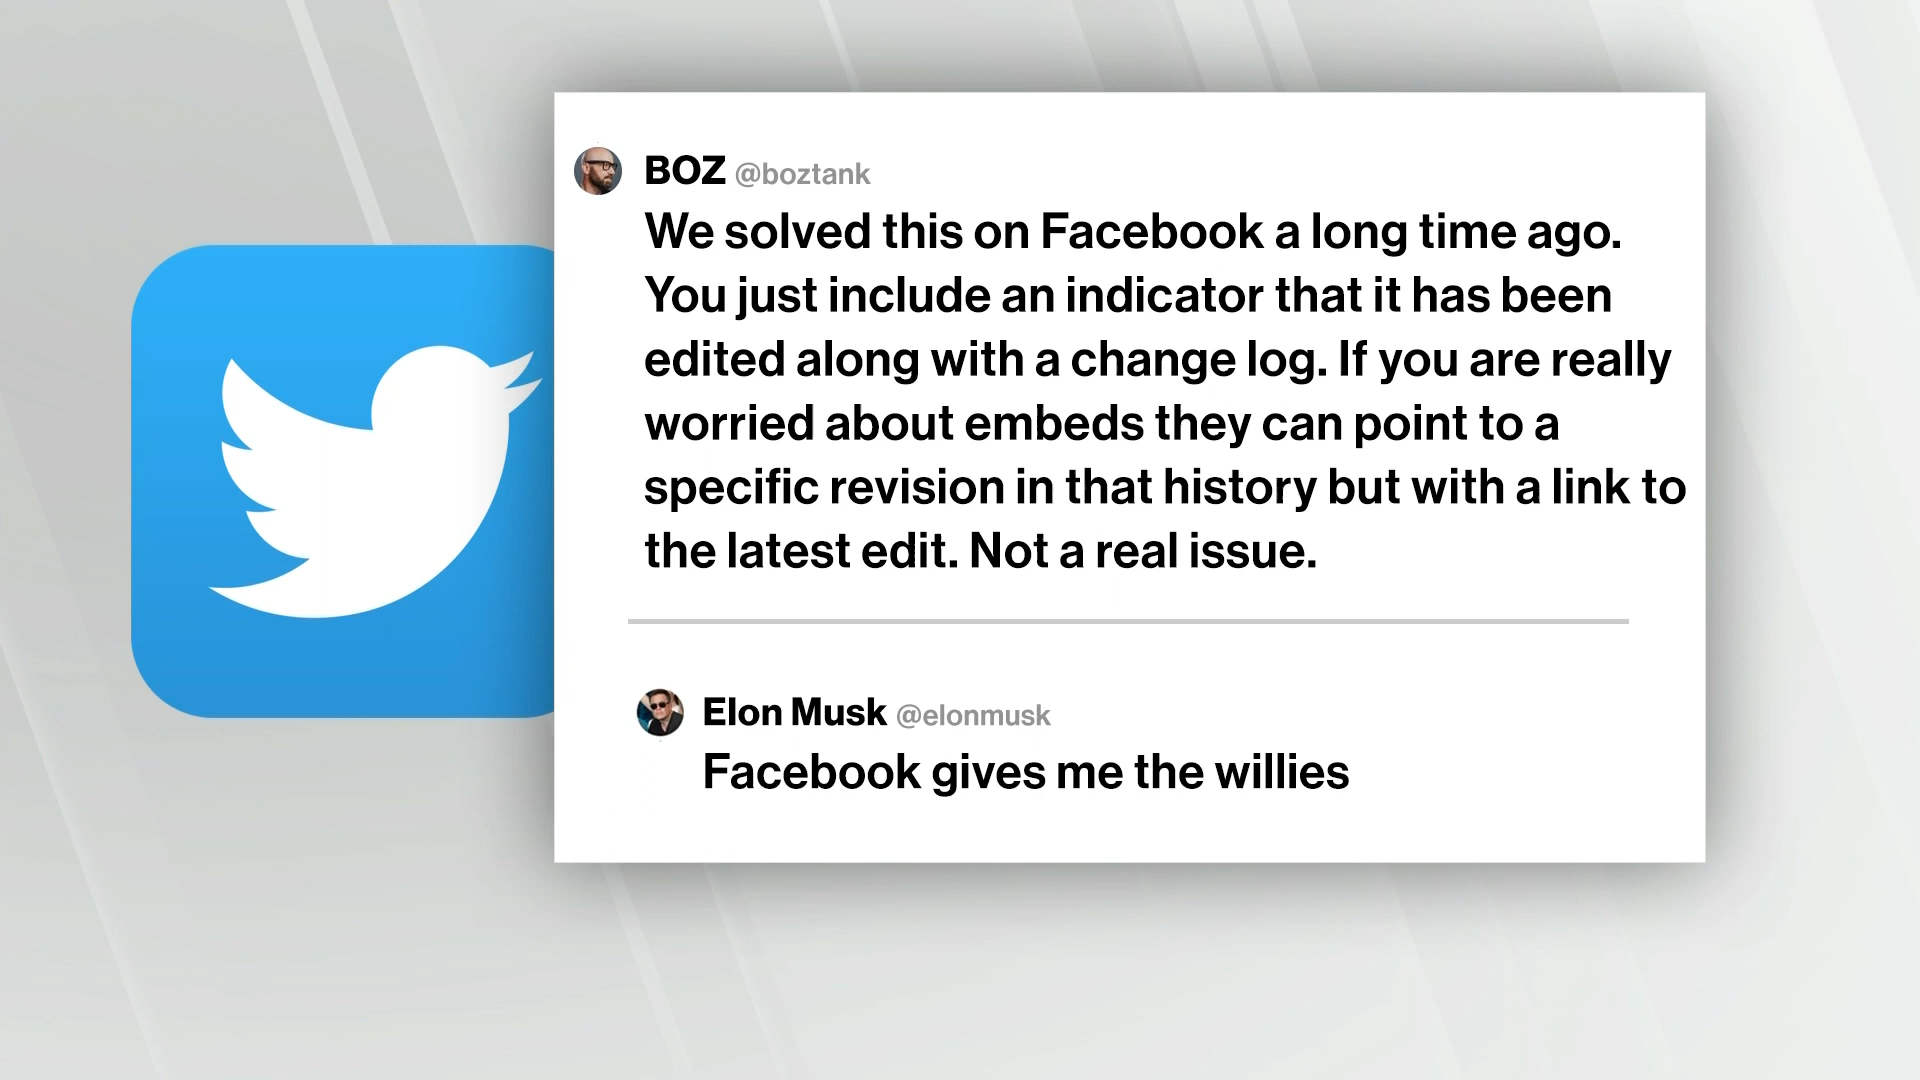 BOZ @boztank
We solved this on Facebook a long time ago.
You just include an indicator that it has been
edited along with a change log. If you are really
worried about embeds they can point to a
specific revision in that history but with a link to
the latest edit. Not a real issue.
Elon Musk @elonmusk
Facebook gives me the willies